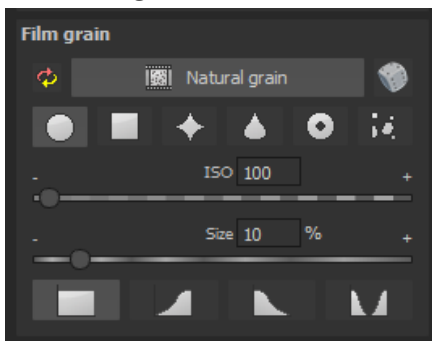 Film grain
Natural grain
- ISO 100 +
- Size 10 % +